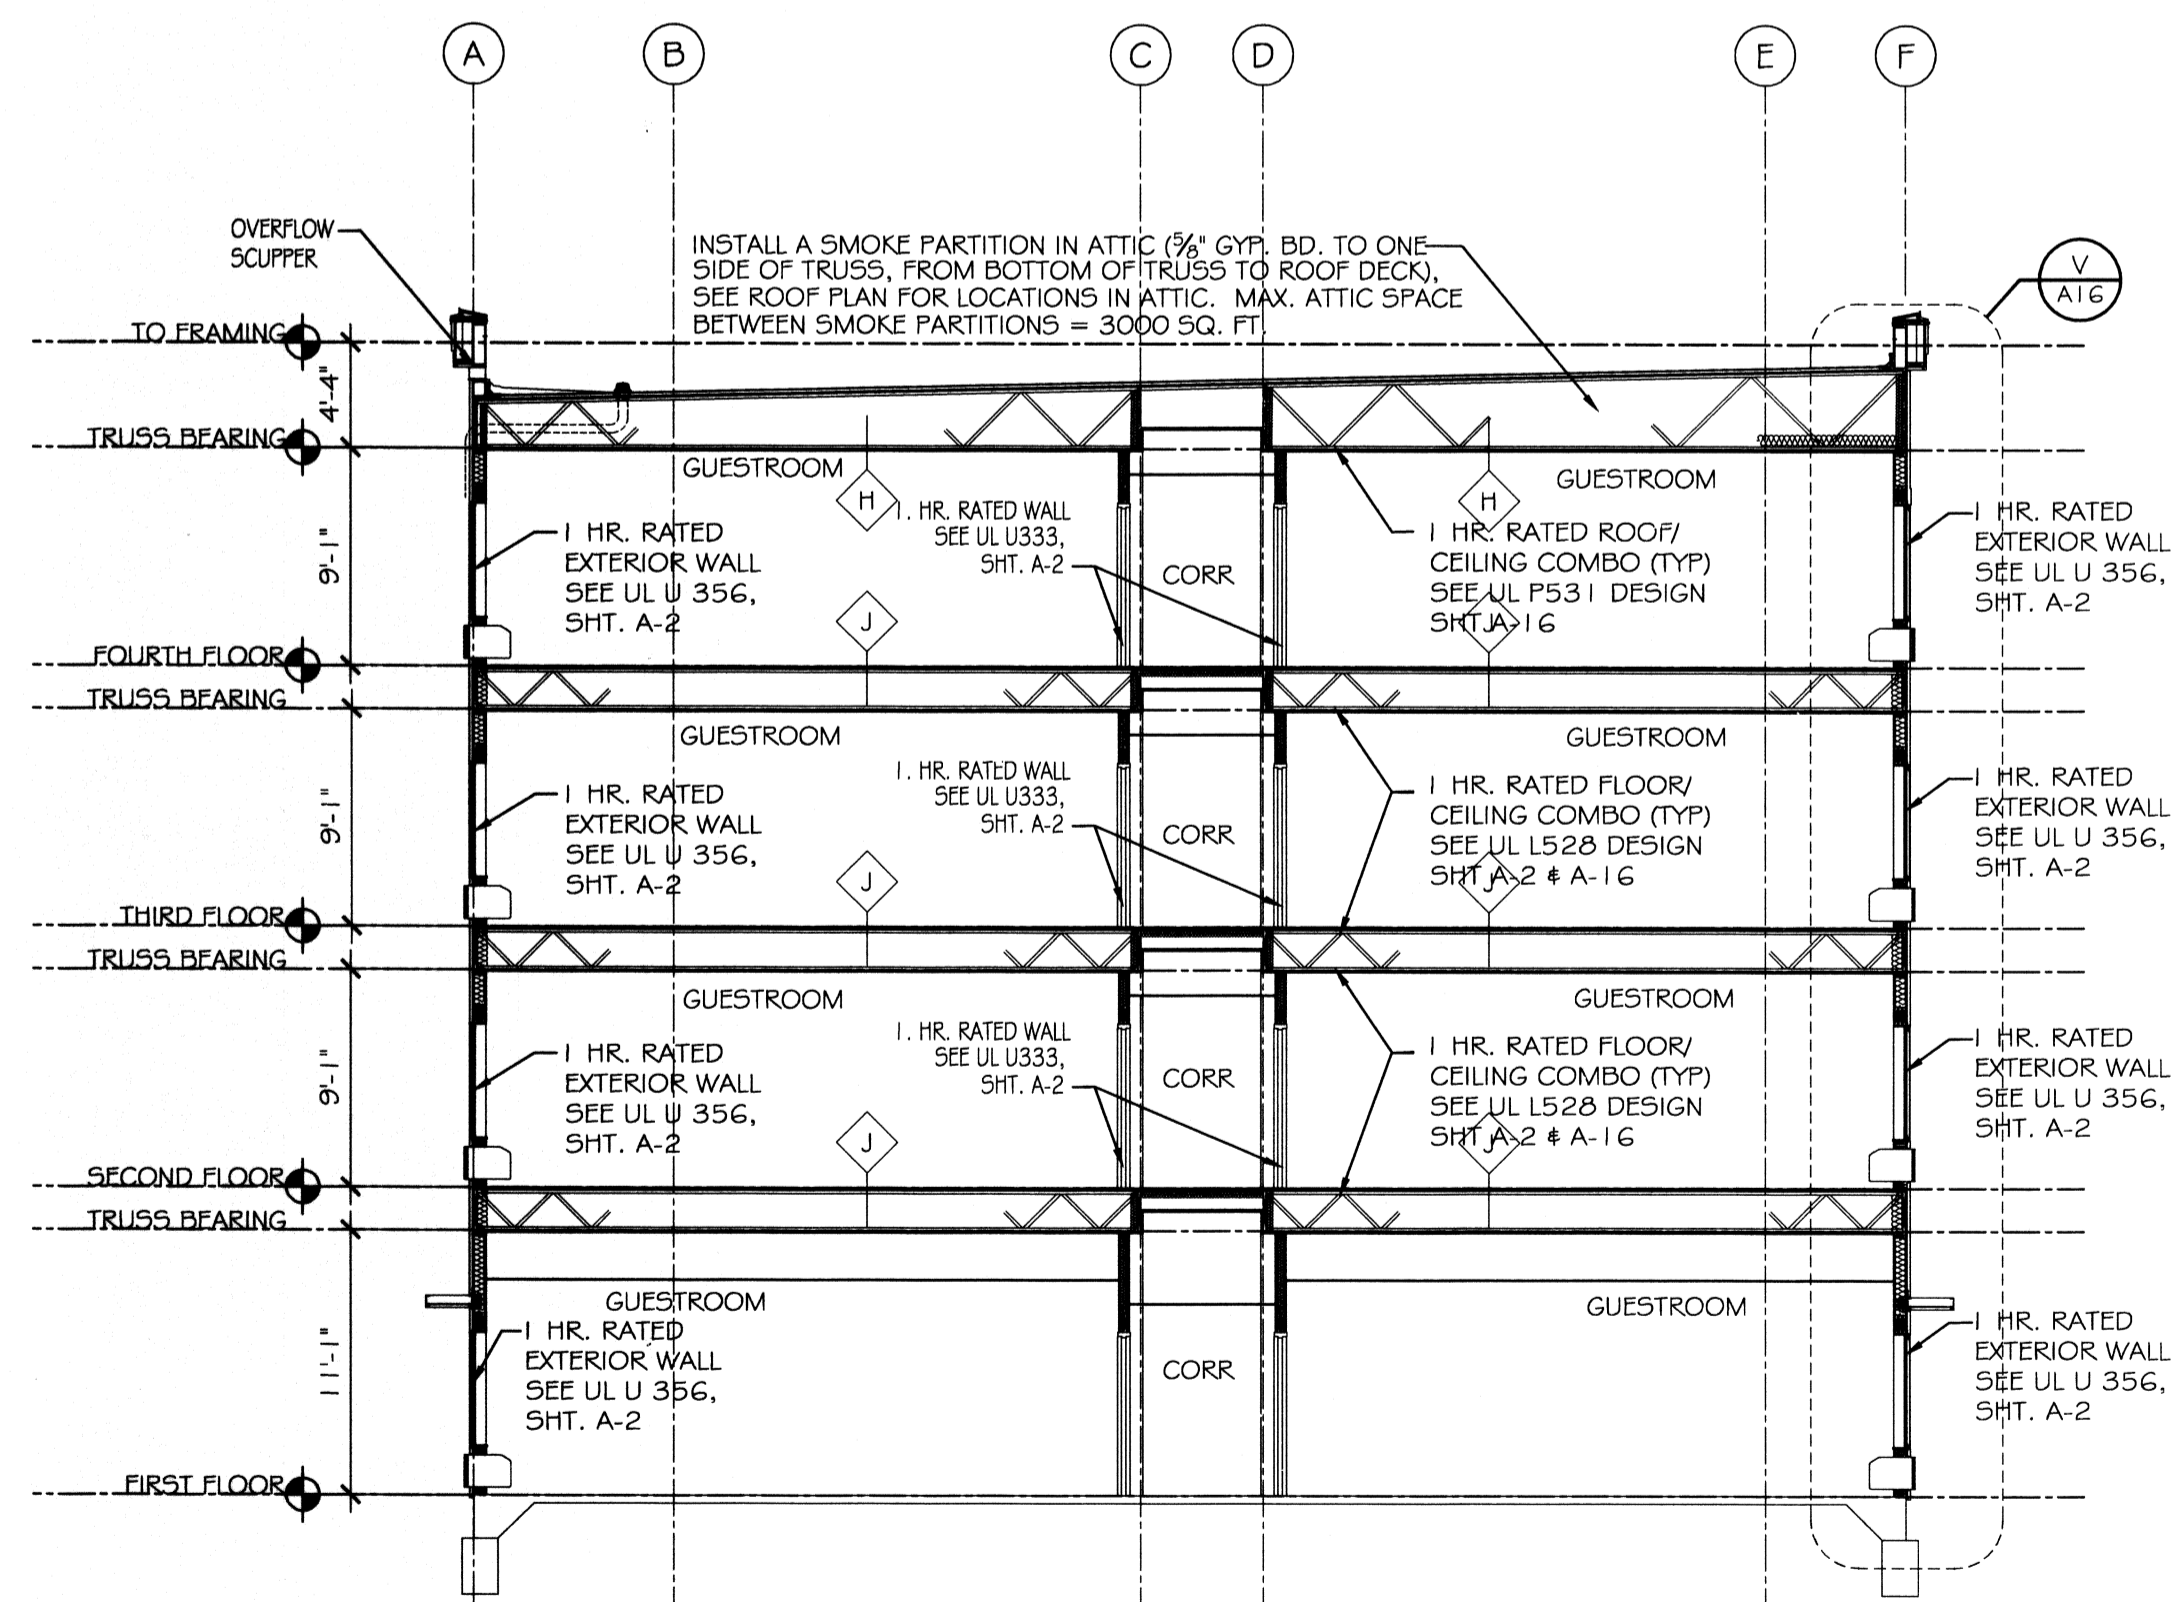 A
B
C
D
E
F
OVERFLOW
SCUPPER
INSTALL A SMOKE PARTITION IN ATTIC (5/8" GYP. BD. TO ONE
SIDE OF TRUSS, FROM BOTTOM OF TRUSS TO ROOF DECK),
SEE ROOF PLAN FOR LOCATIONS IN ATTIC. MAX. ATTIC SPACE
BETWEEN SMOKE PARTITIONS = 3000 SQ. FT.
V
A16
TO FRAMING
4'-4"
TRUSS BEARING
GUESTROOM
GUESTROOM
H
H
9'-1"
1 HR. RATED
EXTERIOR WALL
SEE UL U 356,
SHT. A-2
1. HR. RATED WALL
SEE UL U333,
SHT. A-2
CORR
1 HR. RATED ROOF/
CEILING COMBO (TYP)
SEE UL P531 DESIGN
SHT A-16
1 HR. RATED
EXTERIOR WALL
SEE UL U 356,
SHT. A-2
J
J
FOURTH FLOOR
TRUSS BEARING
GUESTROOM
GUESTROOM
9'-1"
1 HR. RATED
EXTERIOR WALL
SEE UL U 356,
SHT. A-2
1. HR. RATED WALL
SEE UL U333,
SHT. A-2
CORR
1 HR. RATED FLOOR/
CEILING COMBO (TYP)
SEE UL L528 DESIGN
SHT A-2 & A-16
1 HR. RATED
EXTERIOR WALL
SEE UL U 356,
SHT. A-2
J
J
THIRD FLOOR
TRUSS BEARING
GUESTROOM
GUESTROOM
9'-1"
1 HR. RATED
EXTERIOR WALL
SEE UL U 356,
SHT. A-2
1. HR. RATED WALL
SEE UL U333,
SHT. A-2
CORR
1 HR. RATED FLOOR/
CEILING COMBO (TYP)
SEE UL L528 DESIGN
SHT A-2 & A-16
1 HR. RATED
EXTERIOR WALL
SEE UL U 356,
SHT. A-2
J
J
SECOND FLOOR
TRUSS BEARING
GUESTROOM
GUESTROOM
11'-1"
1 HR. RATED
EXTERIOR WALL
SEE UL U 356,
SHT. A-2
CORR
1 HR. RATED
EXTERIOR WALL
SEE UL U 356,
SHT. A-2
FIRST FLOOR